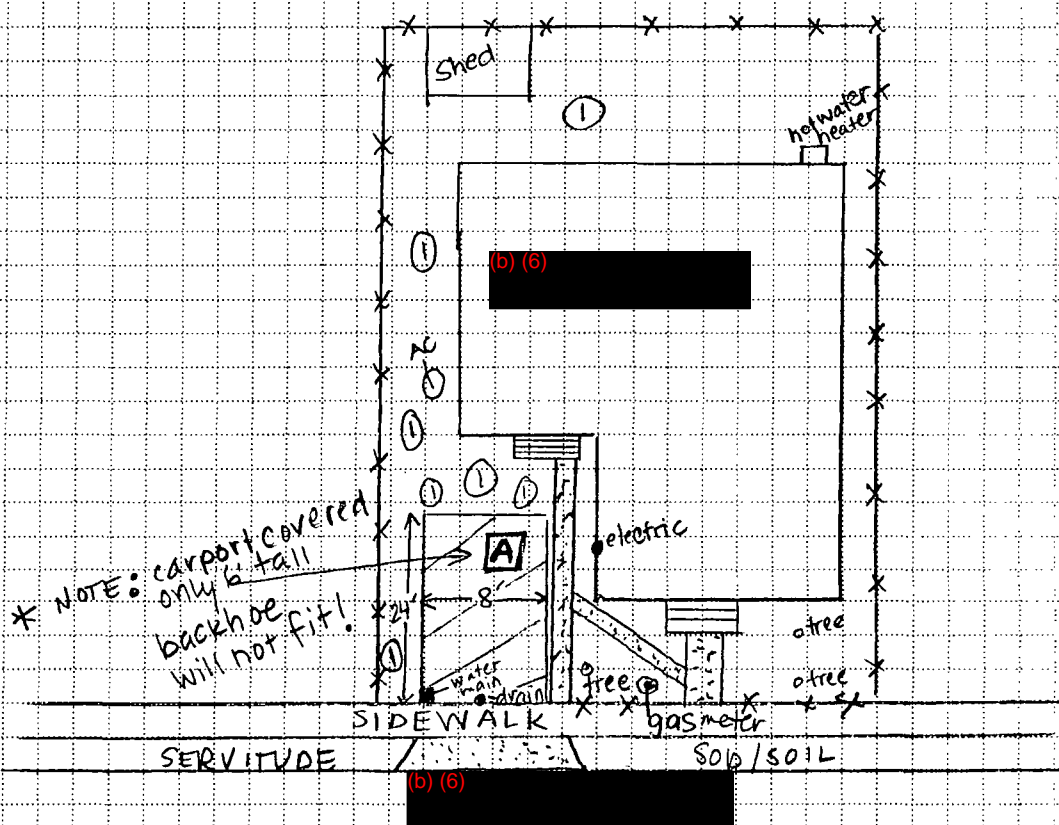 Shed
1
hot water
heater
1
(b) (6)
AC
1
1
1
1
electric
A
* NOTE: carport covered
only 6' tall
backhoe
will not fit!
24'
8'
1
tree
tree
tree
water
main
drain
gas meter
SIDEWALK
SERVITUDE
SOD/SOIL
(b) (6)